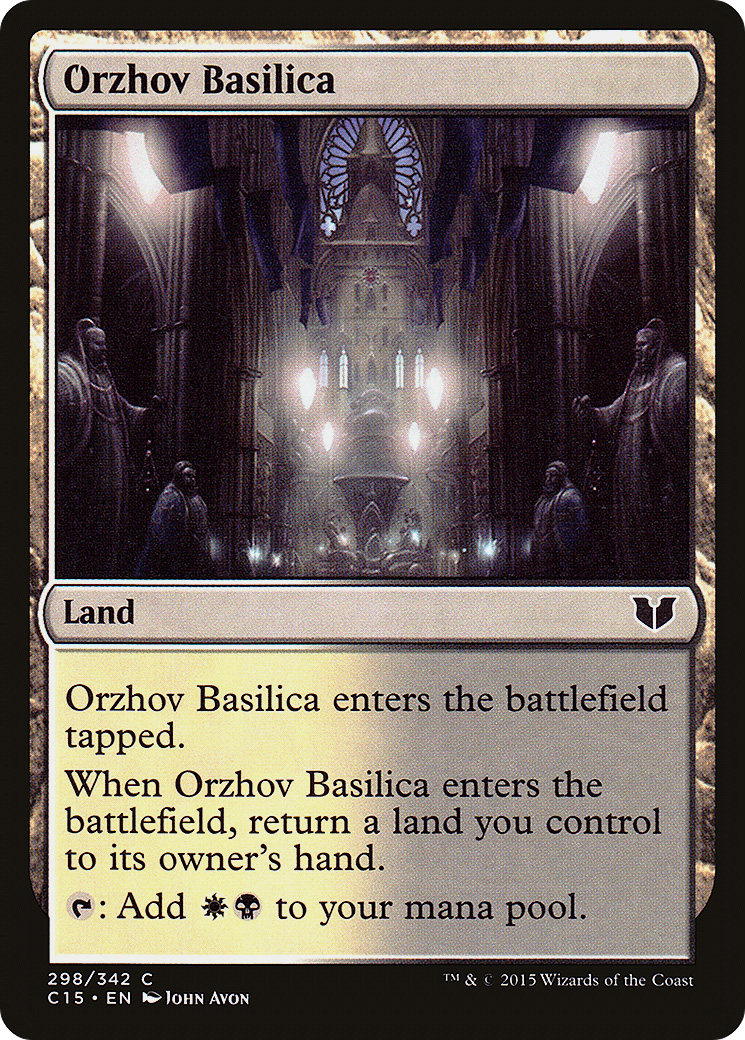 Orzhov Basilica
Land
Orzhov Basilica enters the battlefield
tapped.
When Orzhov Basilica enters the
battlefield, return a land you control
to its owner's hand.
: Add to your mana pool.
298/342 C
™ & © 2015 Wizards of the Coast
C15 • EN John Avon